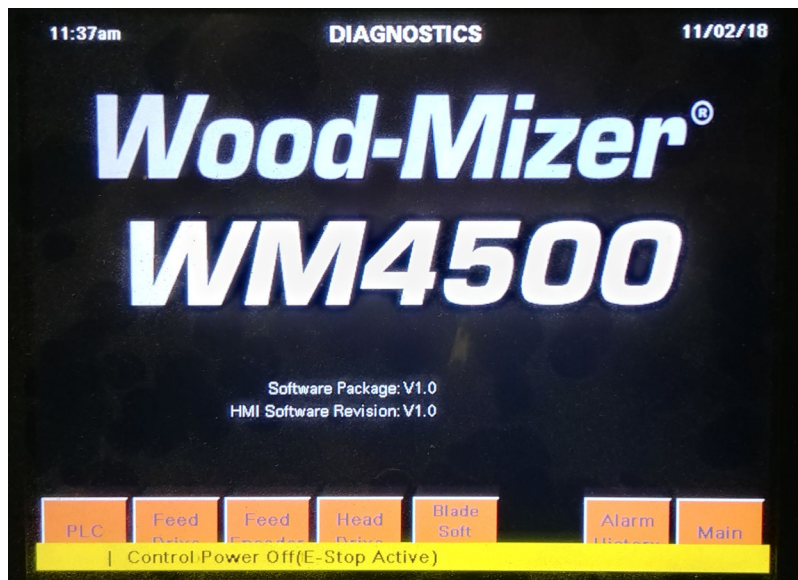 11:37am DIAGNOSTICS 11/02/18
Wood-Mizer®
WM4500
Software Package: V1.0
HMI Software Revision: V1.0
PLC
Feed
Feed
Head
Blade
Soft
Alarm
Main
| Control Power Off(E-Stop Active)